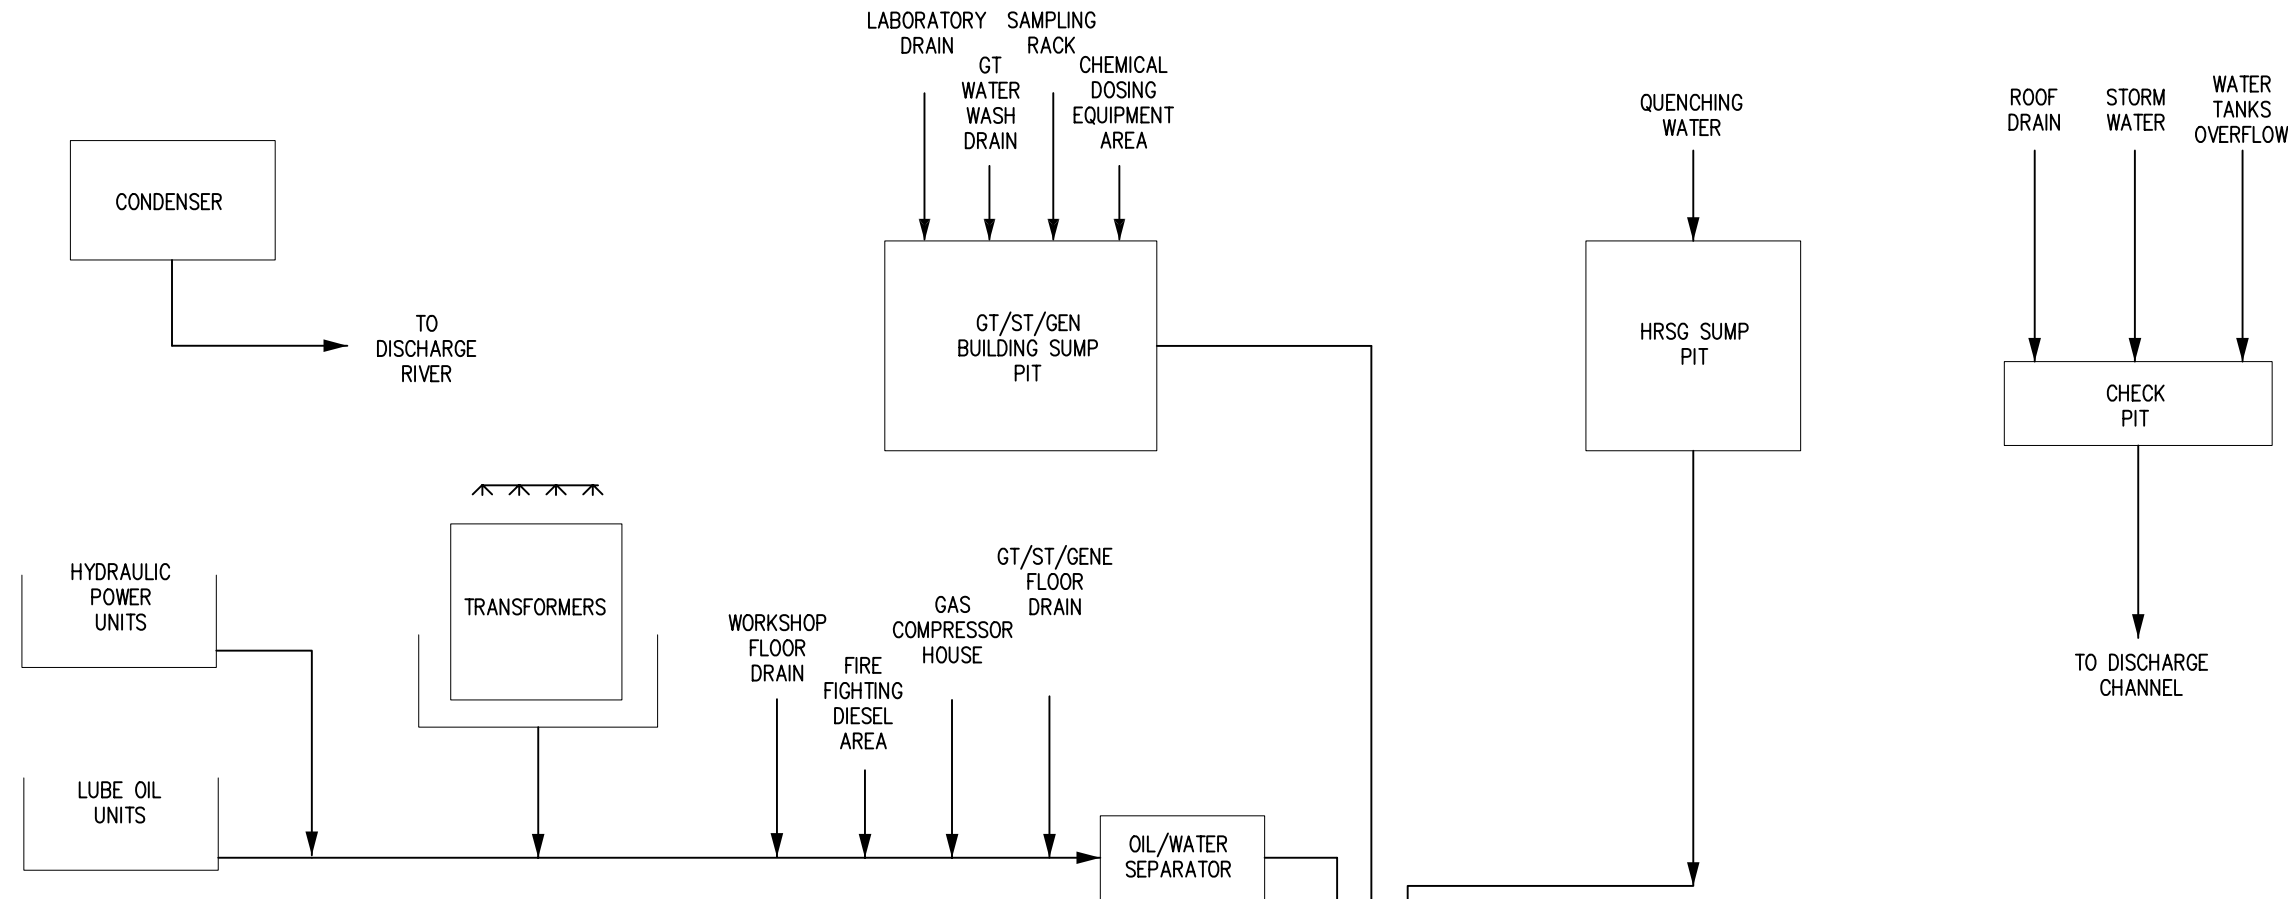 LABORATORY
DRAIN
SAMPLING
RACK
GT
WATER
WASH
DRAIN
CHEMICAL
DOSING
EQUIPMENT
AREA
QUENCHING
WATER
ROOF
DRAIN
STORM
WATER
WATER
TANKS
OVERFLOW
CONDENSER
TO
DISCHARGE
RIVER
GT/ST/GEN
BUILDING SUMP
PIT
HRSG SUMP
PIT
CHECK
PIT
HYDRAULIC
POWER
UNITS
TRANSFORMERS
WORKSHOP
FLOOR
DRAIN
FIRE
FIGHTING
DIESEL
AREA
GAS
COMPRESSOR
HOUSE
GT/ST/GENE
FLOOR
DRAIN
TO DISCHARGE
CHANNEL
LUBE OIL
UNITS
OIL/WATER
SEPARATOR